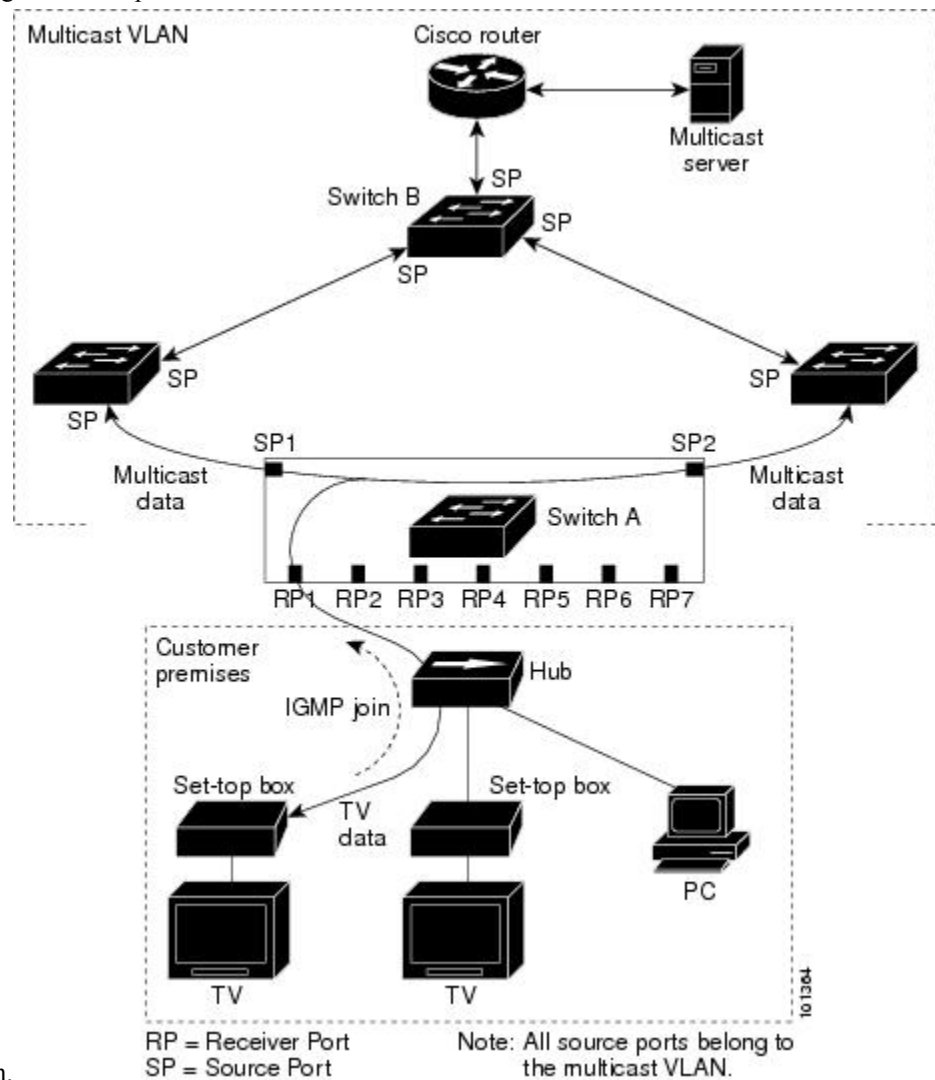 Multicast VLAN
Cisco router
Multicast
server
SP
Switch B
SP
SP
SP
SP
SP
SP1
SP2
Multicast
data
Multicast
data
Switch A
RP1 RP2 RP3 RP4 RP5 RP6 RP7
Customer
premises
Hub
IGMP join
Set-top box
Set-top box
TV
data
PC
TV
TV
101364
RP = Receiver Port
SP = Source Port
Note: All source ports belong to
the multicast VLAN.